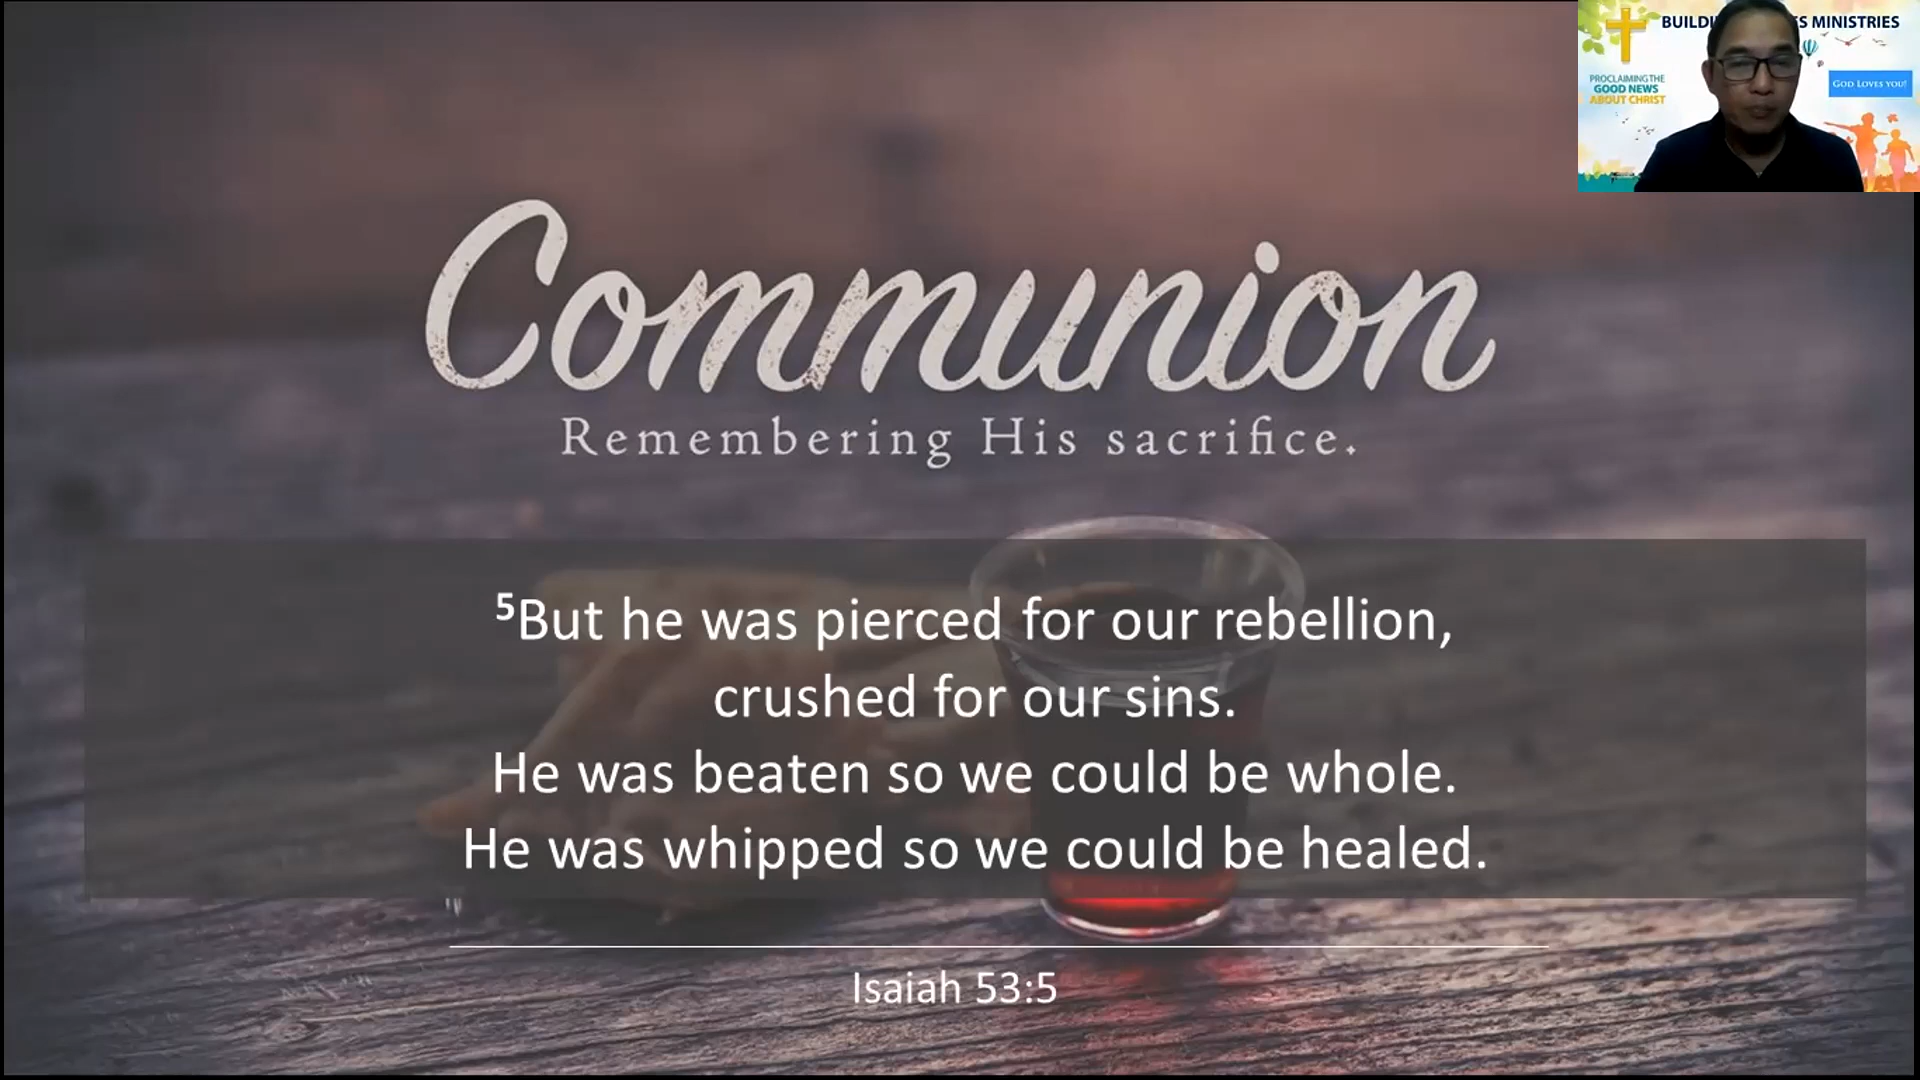 BUILDI S MINISTRIES
PROCLAIMING THE
GOOD NEWS
ABOUT CHRIST
GOD LOVES YOU!
Communion
Remembering His sacrifice.
5But he was pierced for our rebellion,
crushed for our sins.
He was beaten so we could be whole.
He was whipped so we could be healed.
Isaiah 53:5